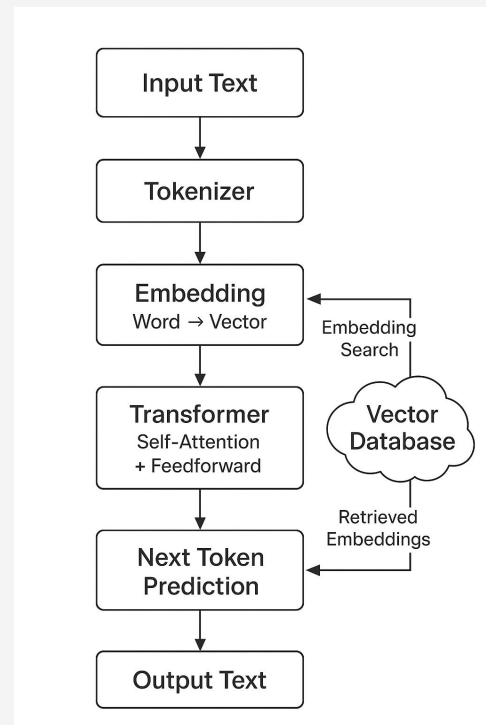 Input Text
Tokenizer
Embedding
Word → Vector
Embedding
Search
Transformer
Self-Attention
+ Feedforward
Vector
Database
Retrieved
Embeddings
Next Token
Prediction
Output Text